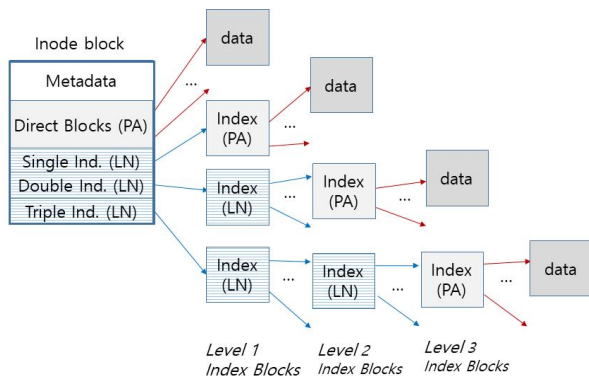 Inode block
Metadata
Direct Blocks (PA)
Single Ind. (LN)
Double Ind. (LN)
Triple Ind. (LN)
data
...
Index
(PA)
...
data
Index
(LN)
...
Index
(PA)
...
data
Index
(LN)
...
Index
(LN)
...
Index
(PA)
...
data
Level 1
Index Blocks
Level 2
Index Blocks
Level 3
Index Blocks